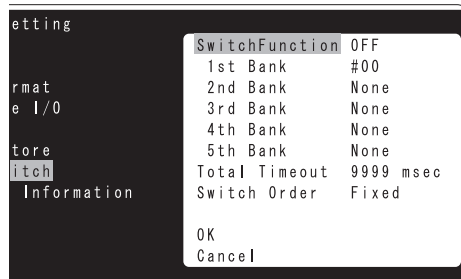 etting
SwitchFunction OFF
1st Bank #00
rmat 2nd Bank None
e I/O 3rd Bank None
4th Bank None
tore 5th Bank None
itch Total Timeout 9999 msec
Information Switch Order Fixed
OK
Cancel